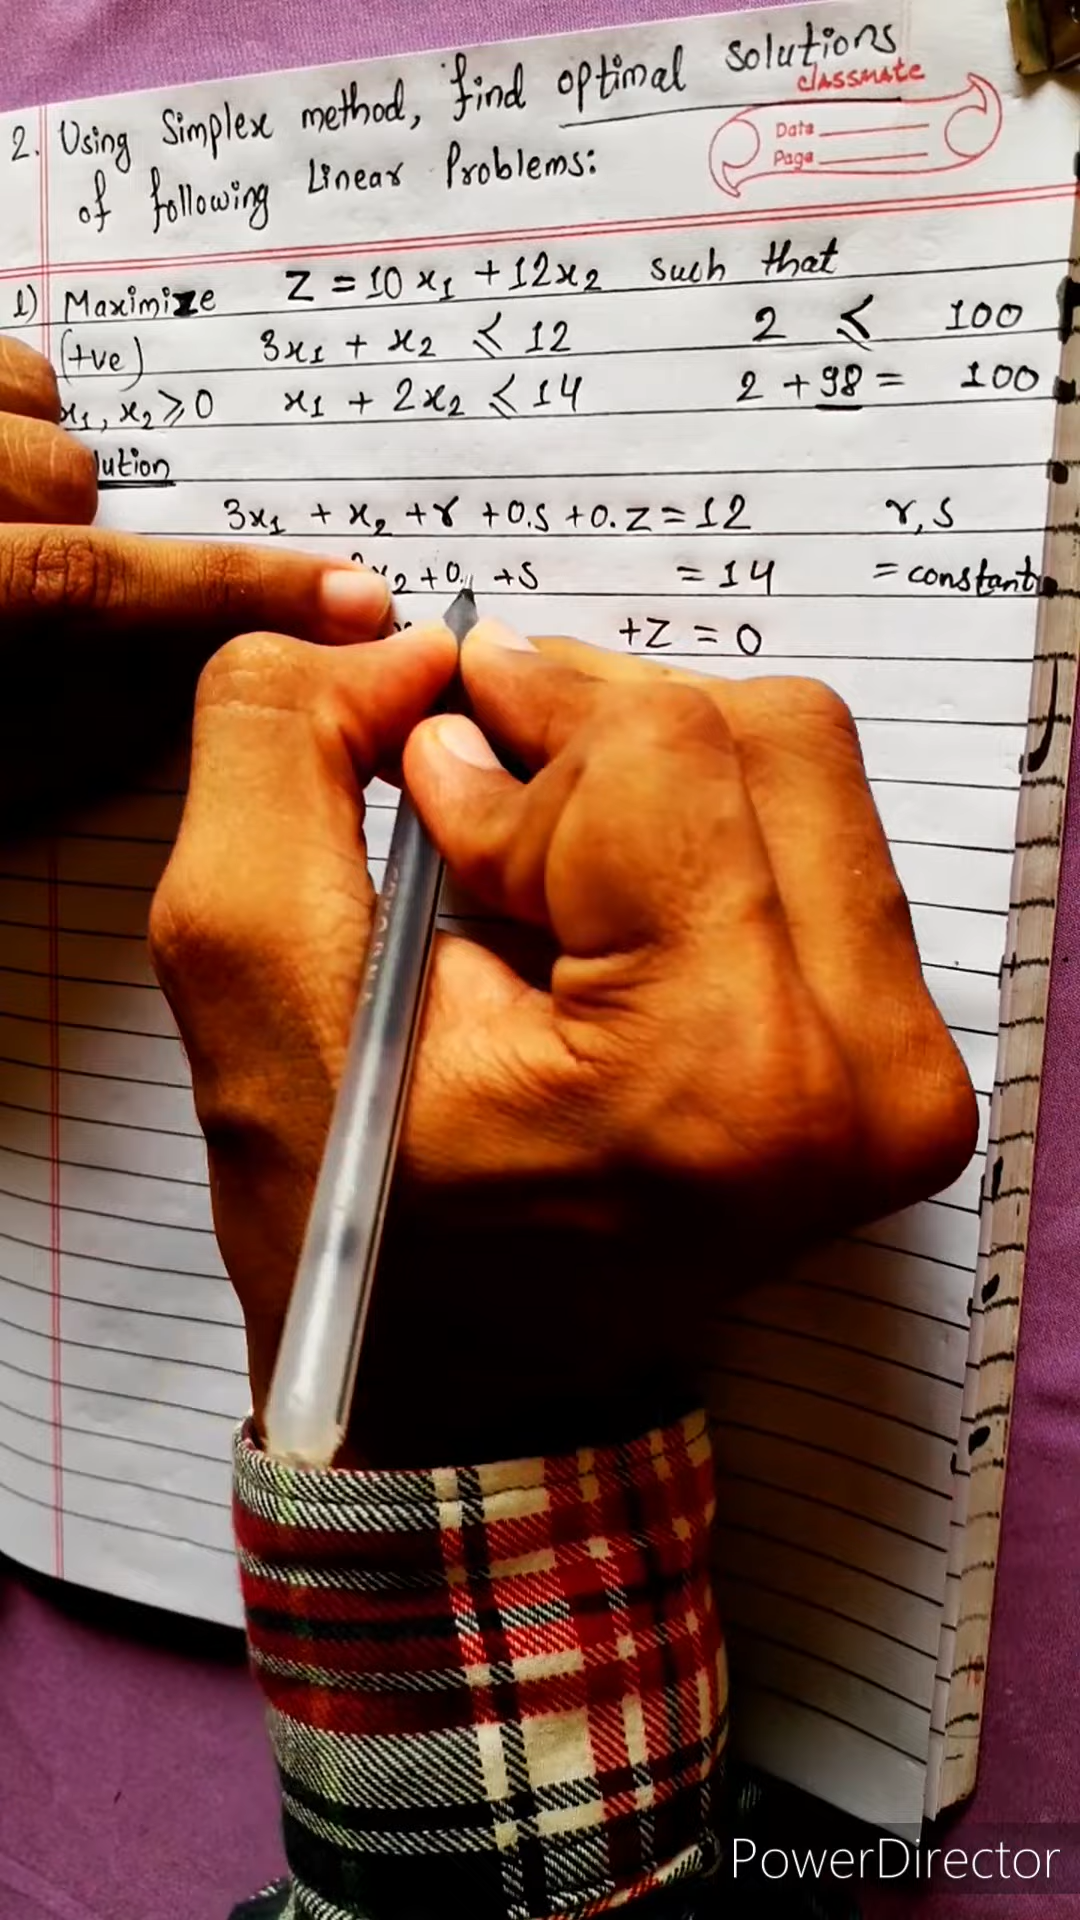 2. Using Simplex method, find optimal solutions
of following Linear Problems:
classmate
Date
Page
1) Maximize Z = 10x₁ + 12x₂ such that
(+ve) 3x₁ + x₂ ≤ 12 2 ≤ 100
x₁, x₂ ≥ 0 x₁ + 2x₂ ≤ 14 2 + 98 = 100
lution
3x₁ + x₂ + r + 0.s + 0.z = 12 r, s
x₂ + 0. + s = 14 = constant
+z = 0
PowerDirector